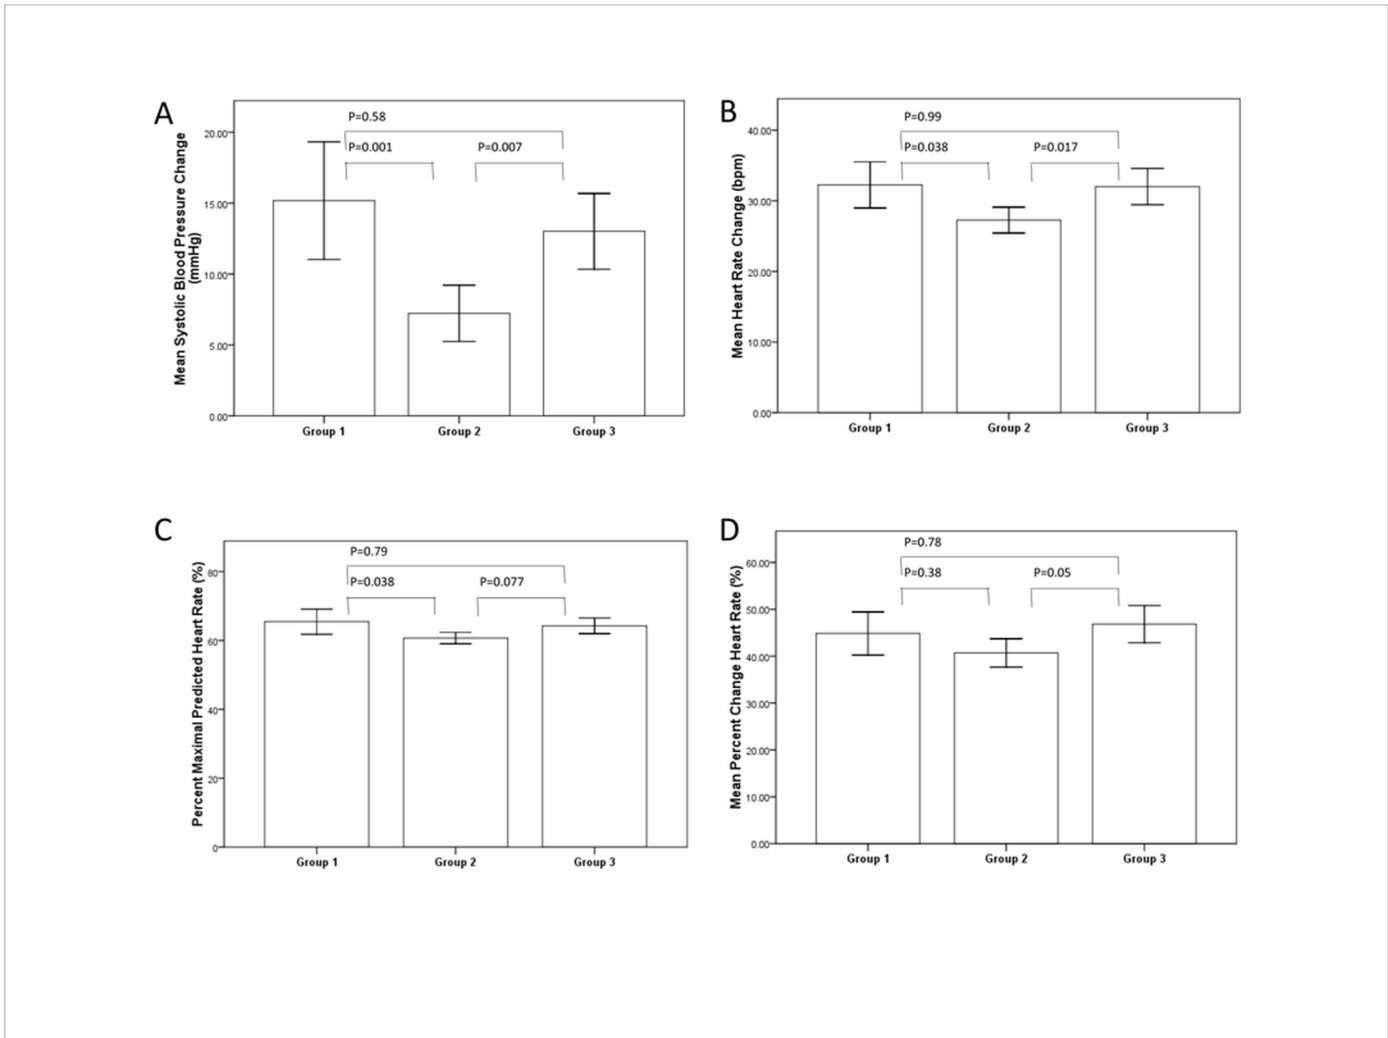 A
Mean Systolic Blood Pressure Change
(mmHg)
20.00
15.00
10.00
5.00
0.00
P=0.58
P=0.001
P=0.007
Group 1
Group 2
Group 3
B
Mean Heart Rate Change (bpm)
40.00
30.00
20.00
10.00
0.00
P=0.99
P=0.038
P=0.017
Group 1
Group 2
Group 3
C
Percent Maximal Predicted Heart Rate (%)
80
60
40
20
0
P=0.79
P=0.038
P=0.077
Group 1
Group 2
Group 3
D
Mean Percent Change Heart Rate (%)
60.00
50.00
40.00
30.00
20.00
10.00
0.00
P=0.78
P=0.38
P=0.05
Group 1
Group 2
Group 3